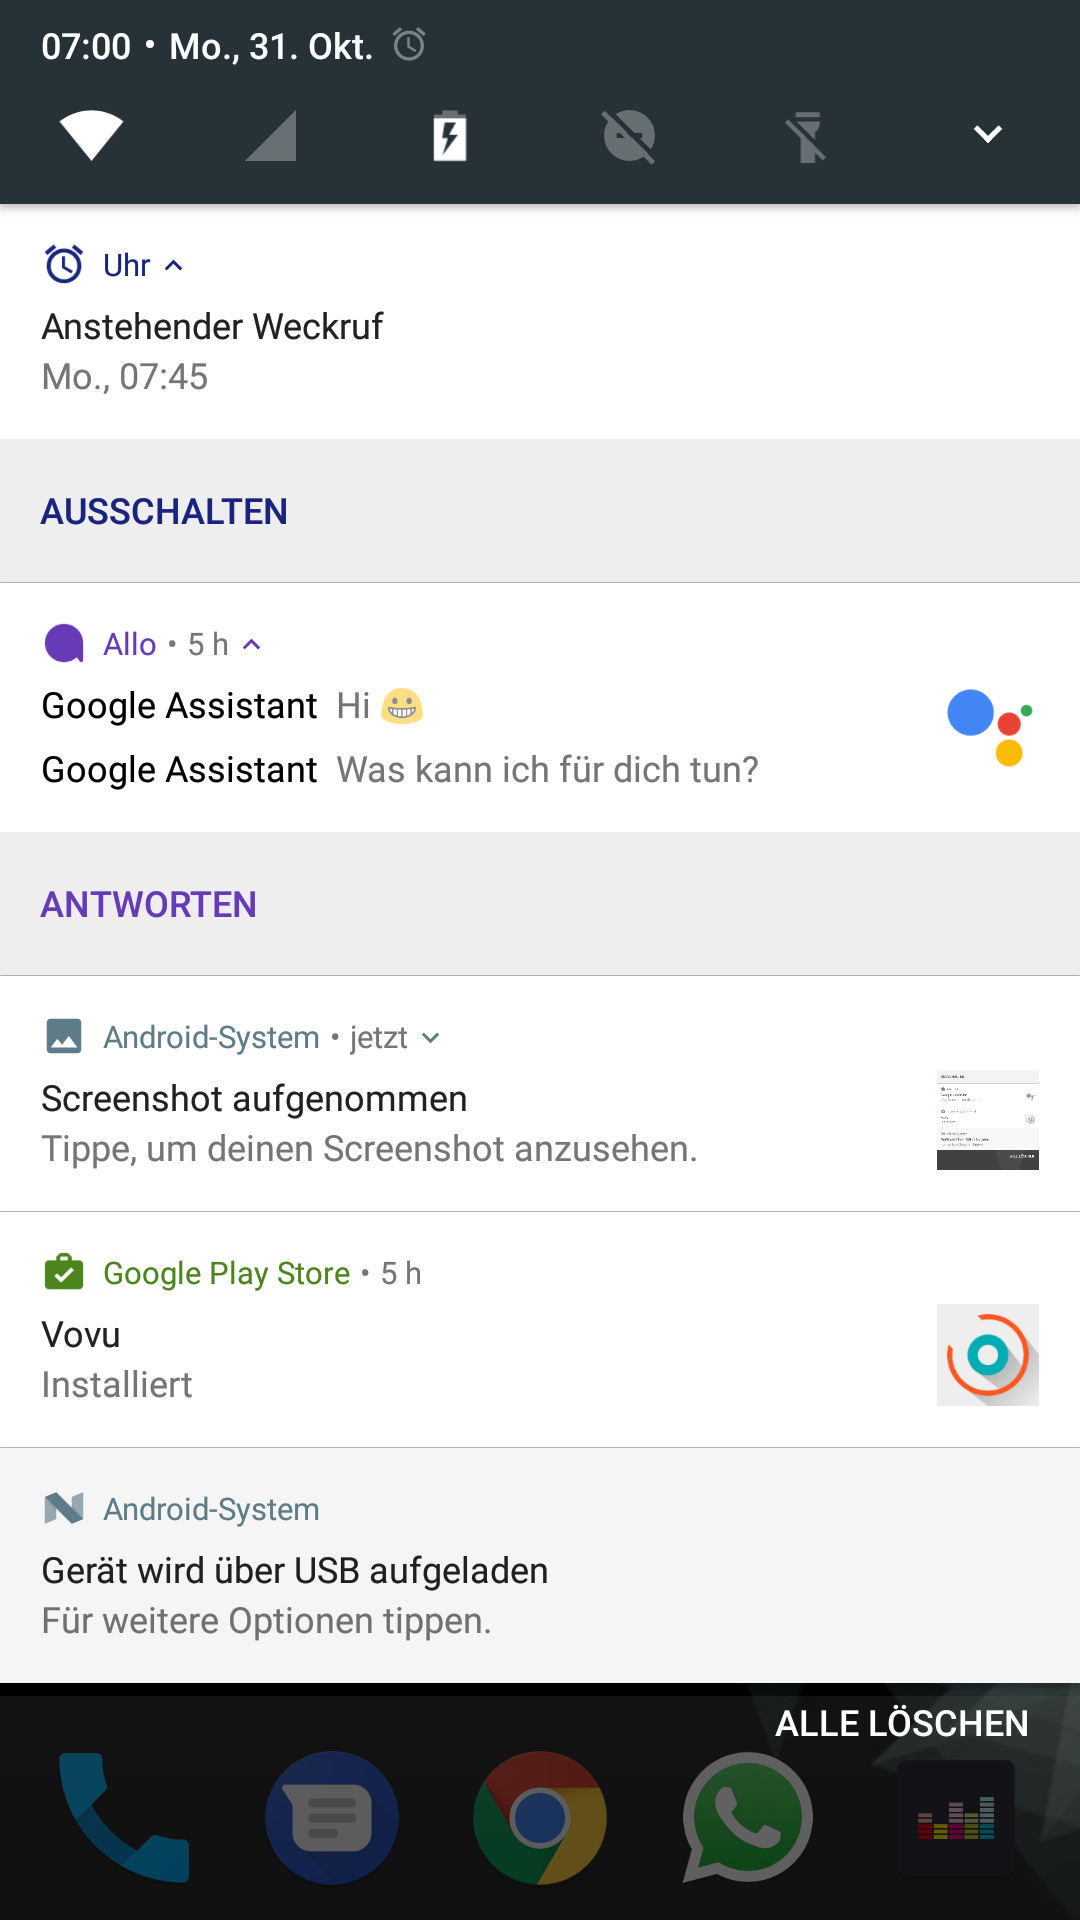 07:00 • Mo., 31. Okt.
Uhr
Anstehender Weckruf
Mo., 07:45
AUSSCHALTEN
Allo • 5 h
Google Assistant Hi 😀
Google Assistant Was kann ich für dich tun?
ANTWORTEN
Android-System • jetzt
Screenshot aufgenommen
Tippe, um deinen Screenshot anzusehen.
Google Play Store • 5 h
Vovu
Installiert
Android-System
Gerät wird über USB aufgeladen
Für weitere Optionen tippen.
ALLE LÖSCHEN